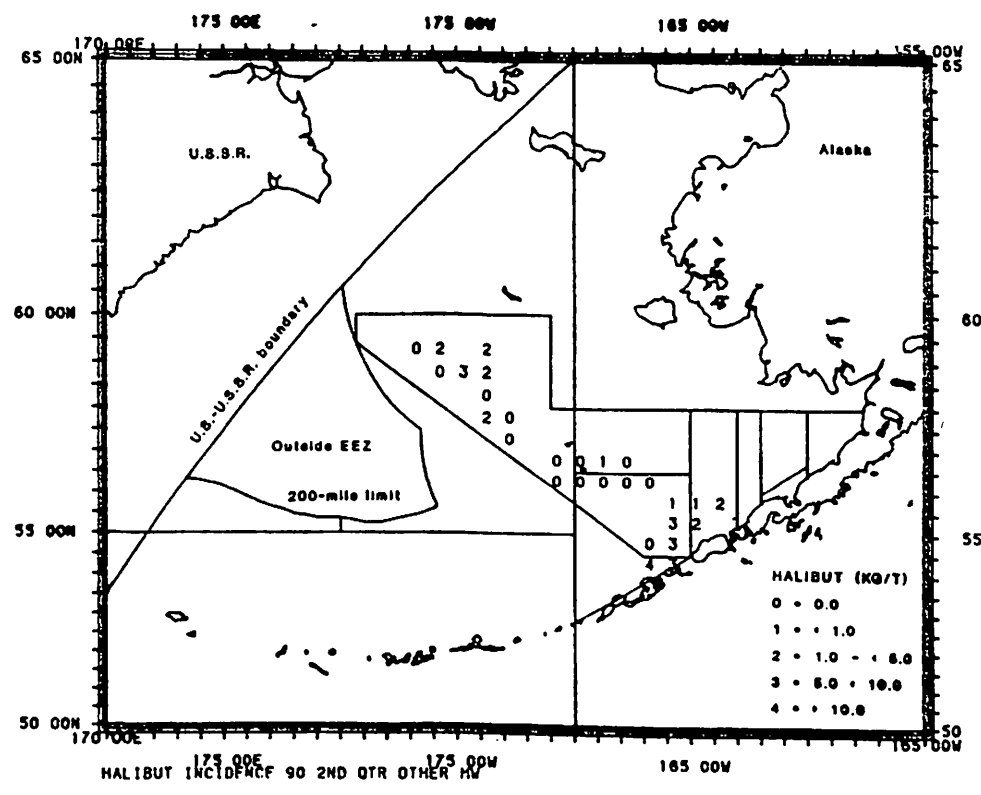 175 00E 175 00W 165 00W
170 00E 155 00W
65 00N 65
U.S.S.R. Alaska
60 00N 60
U.S.-U.S.S.R. boundary
0 2 2
0 3 2
0
2 0
0
Outside EEZ
0 0 1 0
0 0 0 0 0
200-mile limit
1 1 2
3 2
55 00N 55
0 3
4
4
HALIBUT (KG/T)
0 = 0.0
1 = < 1.0
2 = 1.0 - < 5.0
3 = 5.0 < 10.0
4 = > 10.0
50 00N 50
170 00E 165 00W
175 00E 175 00W 165 00W
HALIBUT INCIDENCE 90 2ND QTR OTHER MW